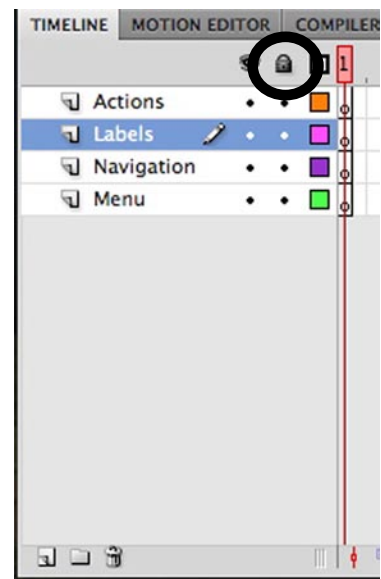 TIMELINE MOTION EDITOR COMPILER
1
Actions
Labels
Navigation
Menu